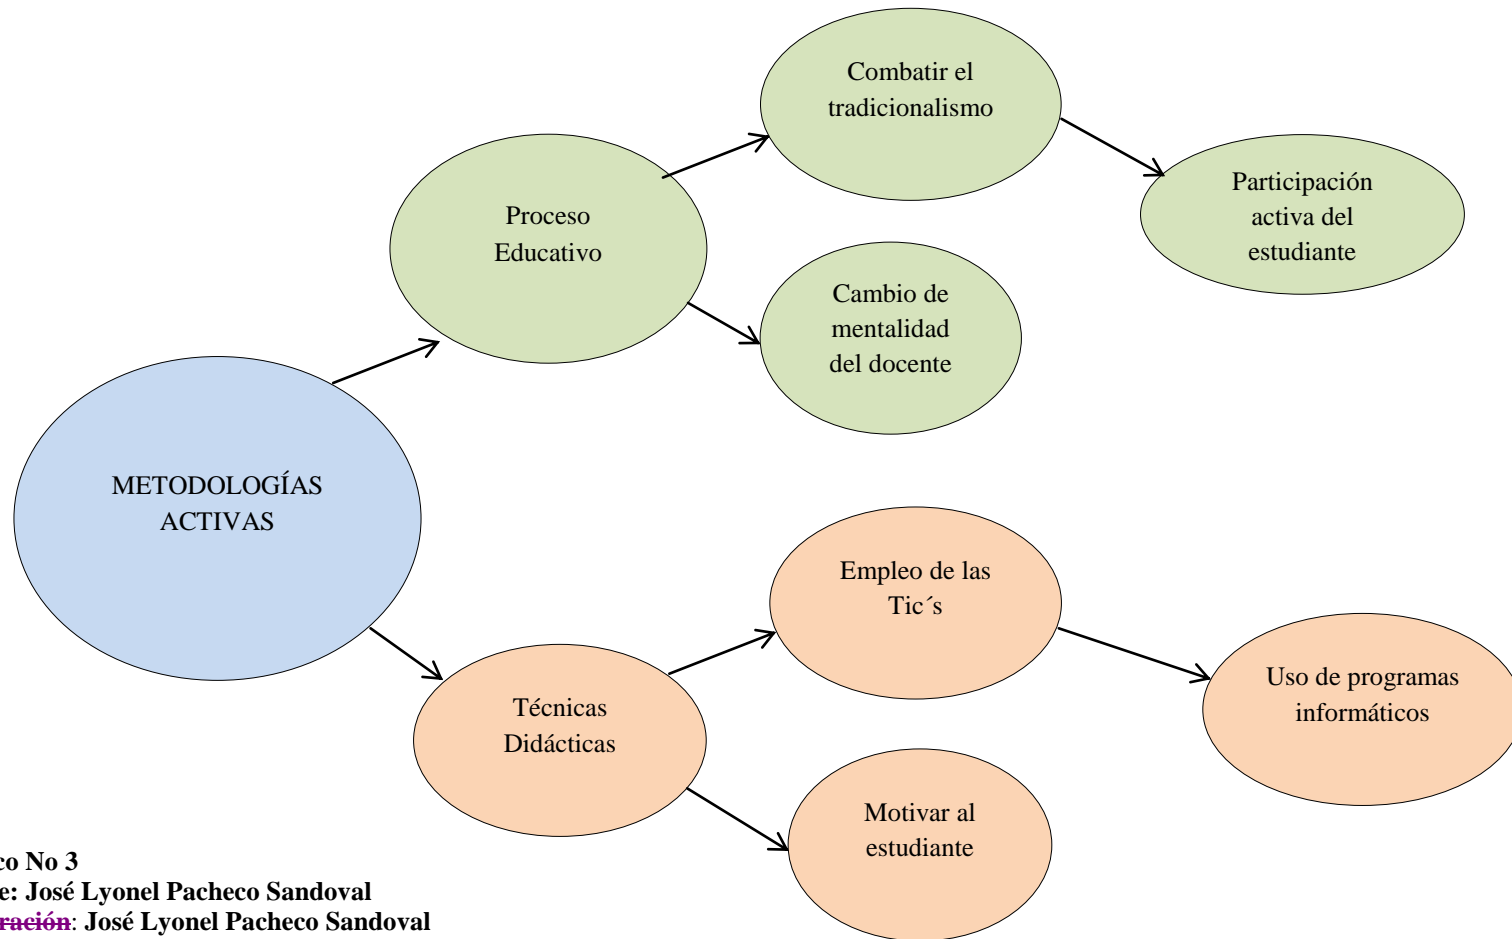 Combatir el
tradicionalismo
Participación
activa del
estudiante
Proceso
Educativo
Cambio de
mentalidad
del docente
METODOLOGÍAS
ACTIVAS
Empleo de las
Tic´s
Uso de programas
informáticos
Técnicas
Didácticas
Motivar al
estudiante
co No 3
e: José Lyonel Pacheco Sandoval
ración: José Lyonel Pacheco Sandoval